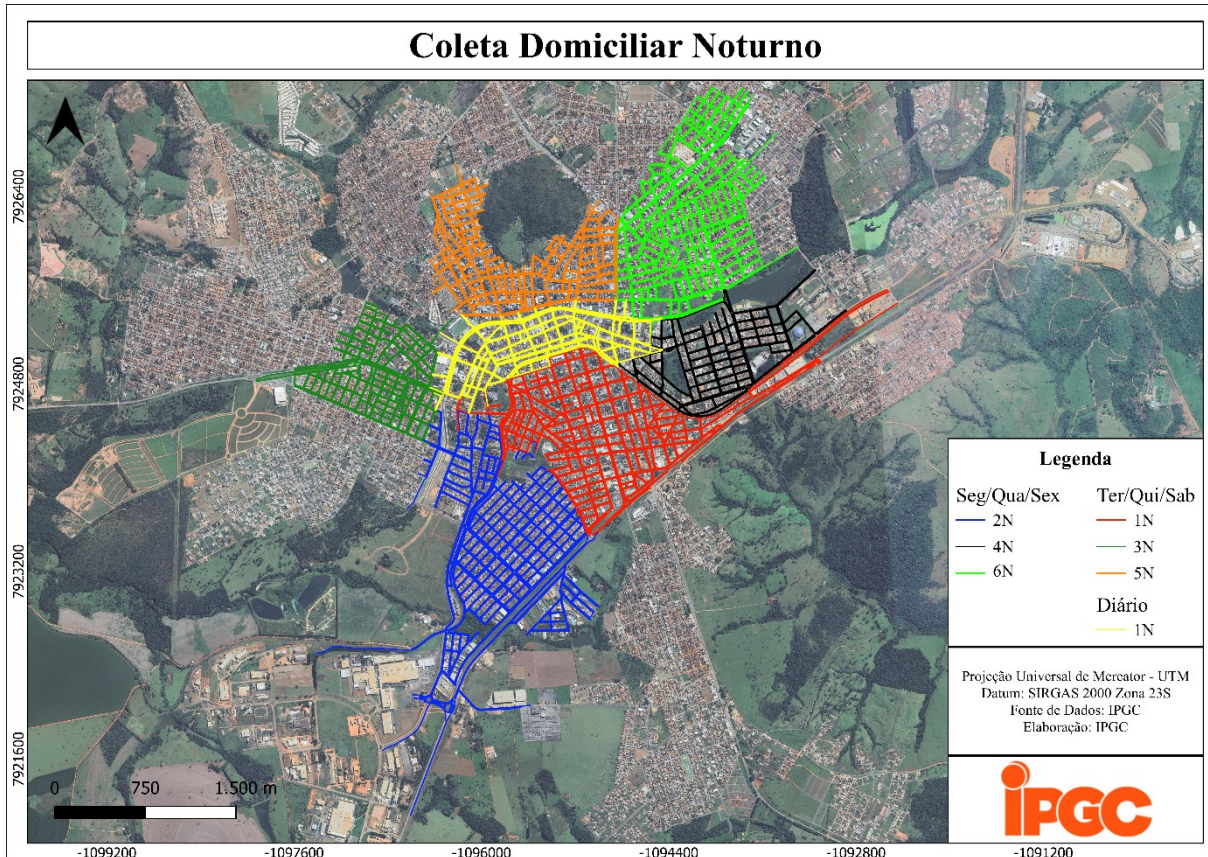 Coleta Domiciliar Noturno
7926400
7924800
7923200
7921600
Legenda
Seg/Qua/Sex
2N
4N
6N
Ter/Qui/Sab
1N
3N
5N
Diário
1N
Projeção Universal de Mercator - UTM
Datum: SIRGAS 2000 Zona 23S
Fonte de Dados: IPGC
Elaboração: IPGC
0 750 1.500 m
iPGC
-1099200 -1097600 -1096000 -1094400 -1092800 -1091200